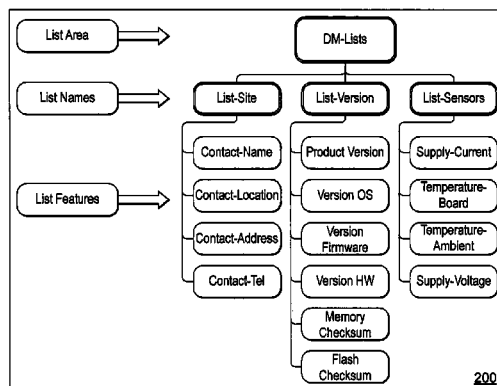 List Area
DM-Lists
List Names
List-Site
List-Version
List-Sensors
List Features
Contact-Name
Contact-Location
Contact-Address
Contact-Tel
Product Version
Version OS
Version
Firmware
Version HW
Memory
Checksum
Flash
Checksum
Supply-Current
Temperature-
Board
Temperature-
Ambient
Supply-Voltage
200